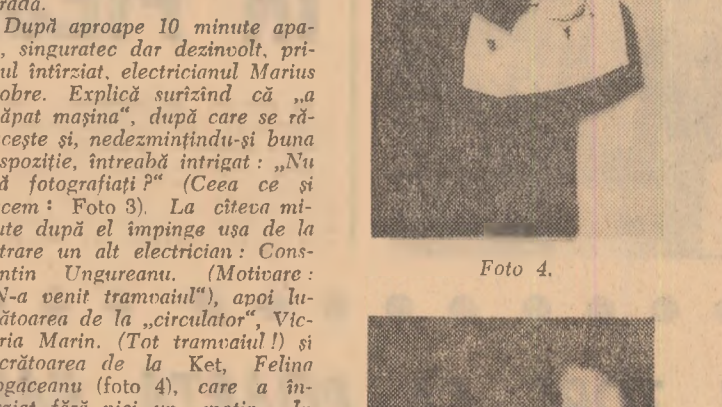 rada.
După aproape 10 minute apa-
, singuratec dar dezinvolt, pri-
ul întîrziat, electricianul Marius
obre. Explică surîzînd că „a
ăpat mașina“, după care se ră-
cește și, nedezmințindu-și buna
spoziție, întreabă intrigat : „Nu
ă fotografiați ?“ (Ceea ce și
cem : Foto 3). La cîteva mi-
ute după el împinge ușa de la
trare un alt electrician : Cons-
ntin Ungureanu. (Motivare :
N-a venit tramvaiul“), apoi lu-
ătoarea de la „circulator“, Vic-
ria Marin. (Tot tramvaiul !) și
crătoarea de la Ket, Felina
ogaceanu (foto 4), care a în-
Foto 4.